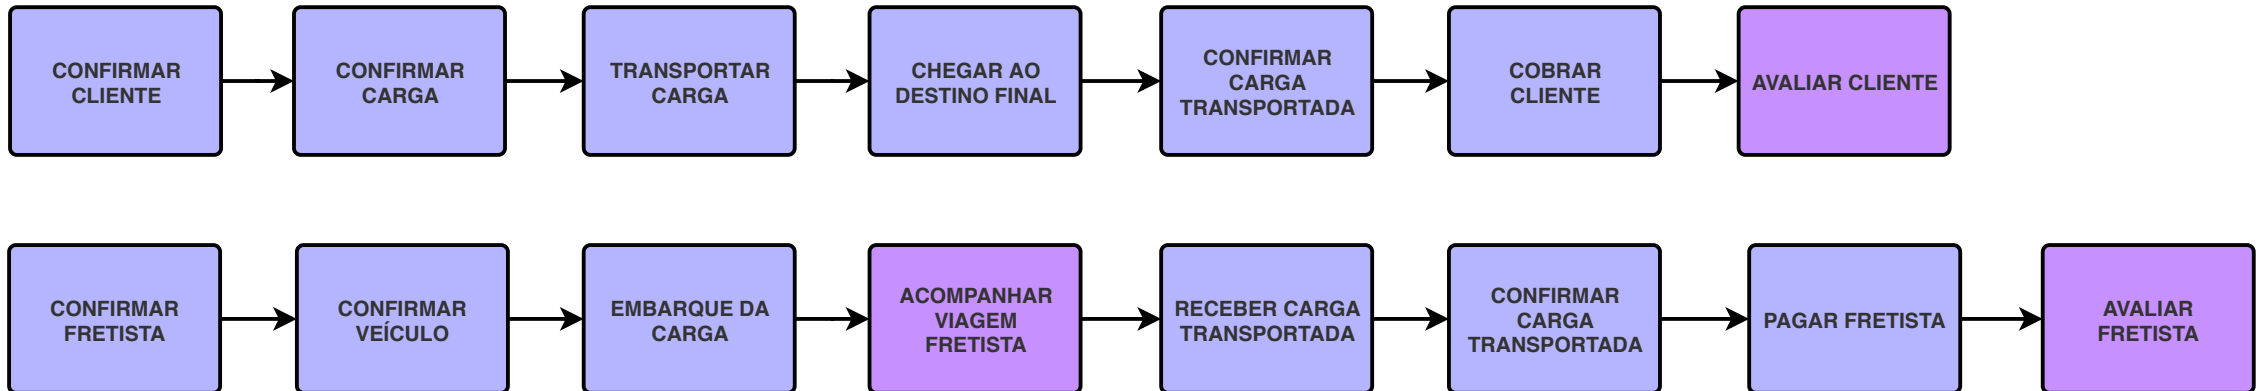 CONFIRMAR
CLIENTE
CONFIRMAR
CARGA
TRANSPORTAR
CARGA
CHEGAR AO
DESTINO FINAL
CONFIRMAR
CARGA
TRANSPORTADA
COBRAR
CLIENTE
AVALIAR CLIENTE
CONFIRMAR
FRETISTA
CONFIRMAR
VEÍCULO
EMBARQUE DA
CARGA
ACOMPANHAR
VIAGEM
FRETISTA
RECEBER CARGA
TRANSPORTADA
CONFIRMAR
CARGA
TRANSPORTADA
PAGAR FRETISTA
AVALIAR
FRETISTA